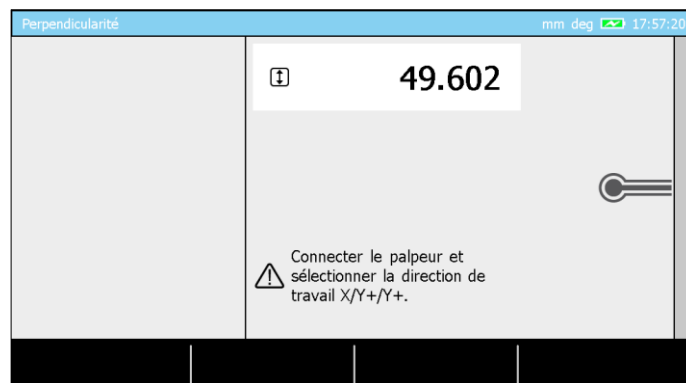 Perpendicularité mm deg 17:57:20
49.602
Connecter le palpeur et
sélectionner la direction de
travail X/Y+/Y+.